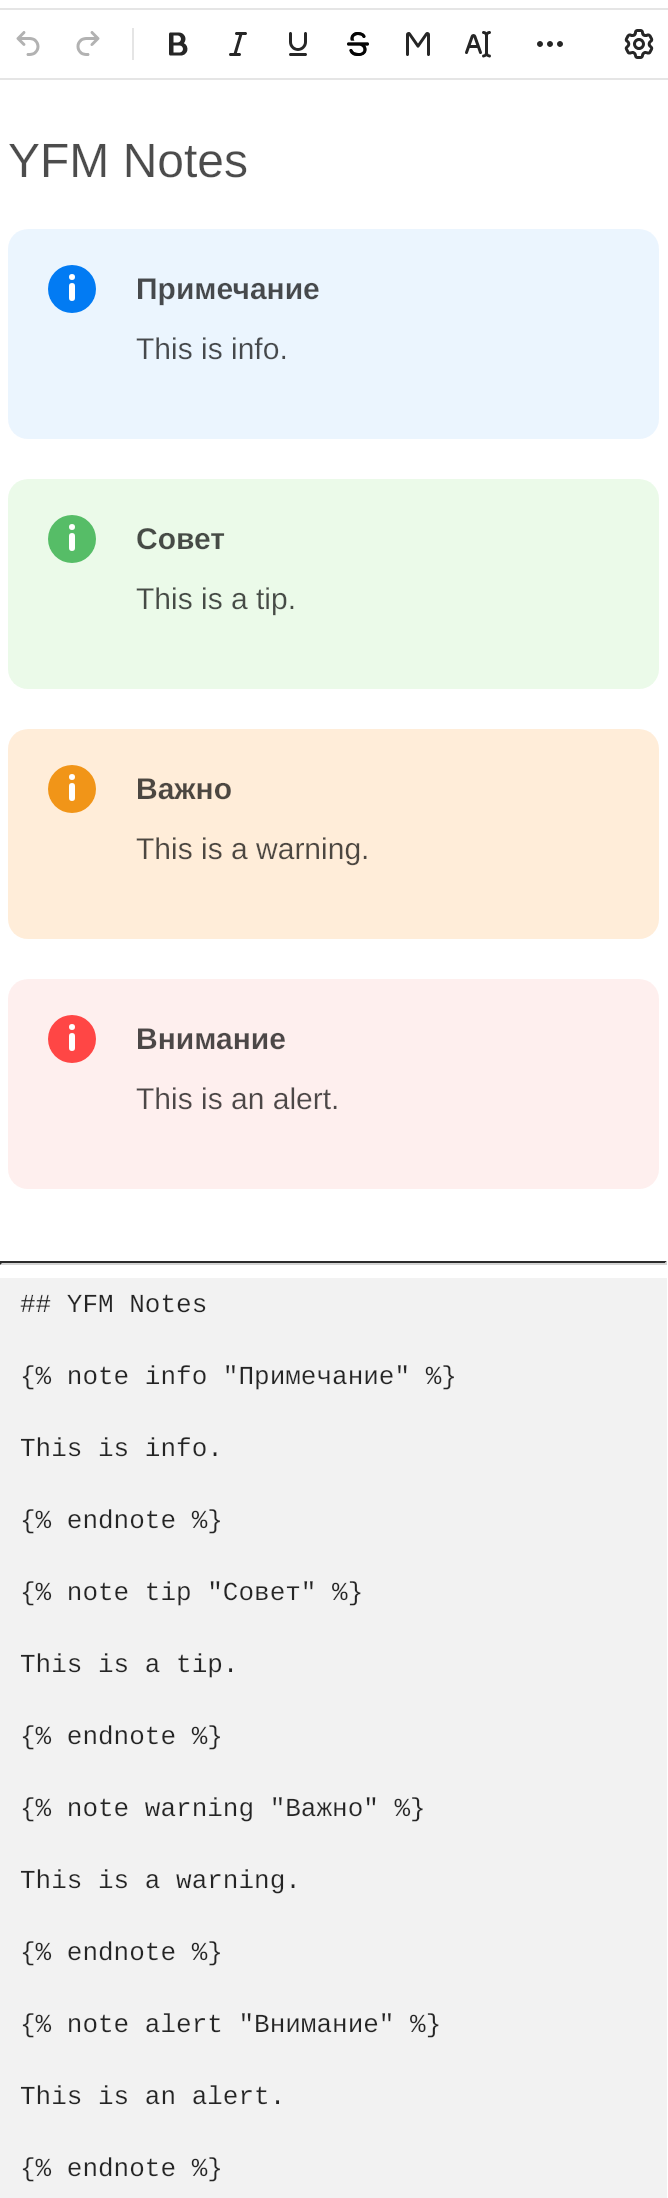 YFM Notes
Примечание
This is info.
Совет
This is a tip.
Важно
This is a warning.
Внимание
This is an alert.
## YFM Notes
{% note info "Примечание" %}
This is info.
{% endnote %}
{% note tip "Совет" %}
This is a tip.
{% endnote %}
{% note warning "Важно" %}
This is a warning.
{% endnote %}
{% note alert "Внимание" %}
This is an alert.
{% endnote %}